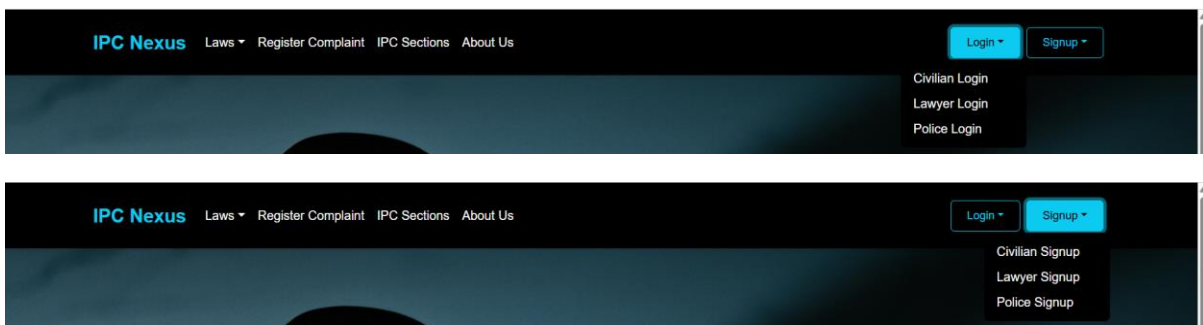 IPC Nexus Laws Register Complaint IPC Sections About Us Login Signup
Civilian Login
Lawyer Login
Police Login
IPC Nexus Laws Register Complaint IPC Sections About Us Login Signup
Civilian Signup
Lawyer Signup
Police Signup